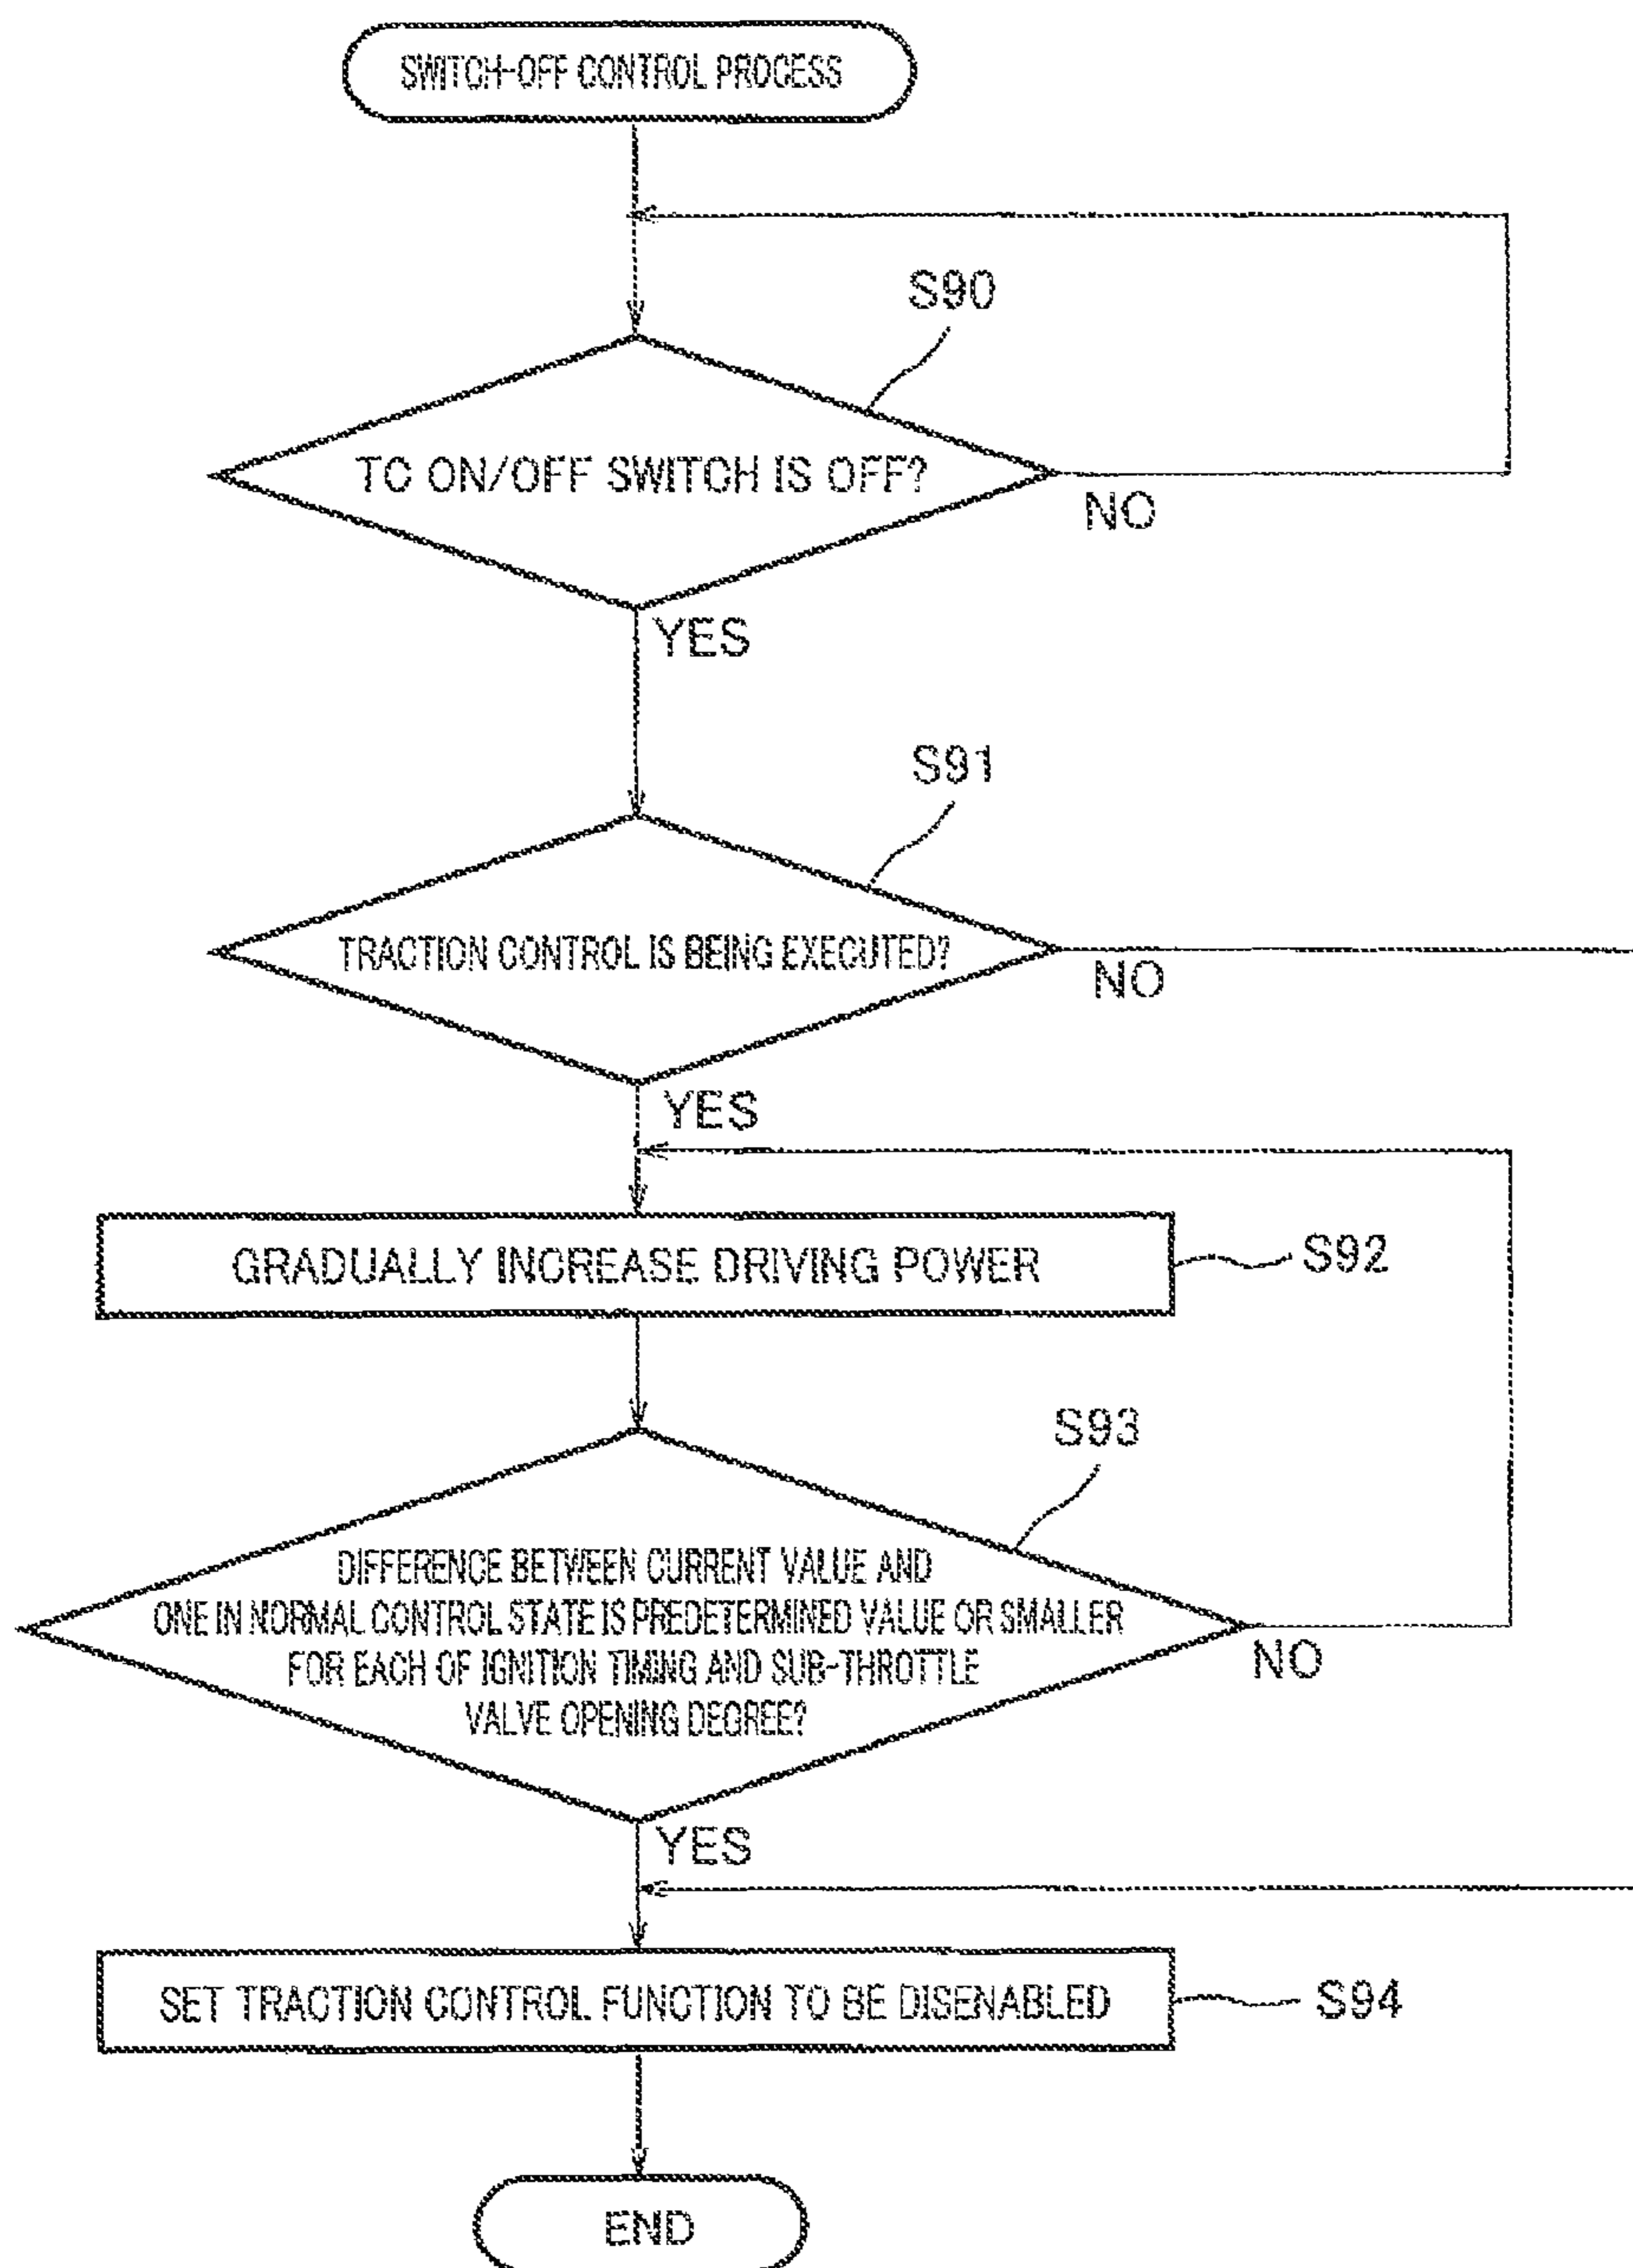 SWITCH-OFF CONTROL PROCESS
S90
TC ON/OFF SWITCH IS OFF?
NO
YES
S91
TRACTION CONTROL IS BEING EXECUTED?
NO
YES
GRADUALLY INCREASE DRIVING POWER
S92
S93
DIFFERENCE BETWEEN CURRENT VALUE AND
ONE IN NORMAL CONTROL STATE IS PREDETERMINED VALUE OR SMALLER
FOR EACH OF IGNITION TIMING AND SUB-THROTTLE
VALVE OPENING DEGREE?
NO
YES
SET TRACTION CONTROL FUNCTION TO BE DISENABLED
S94
END